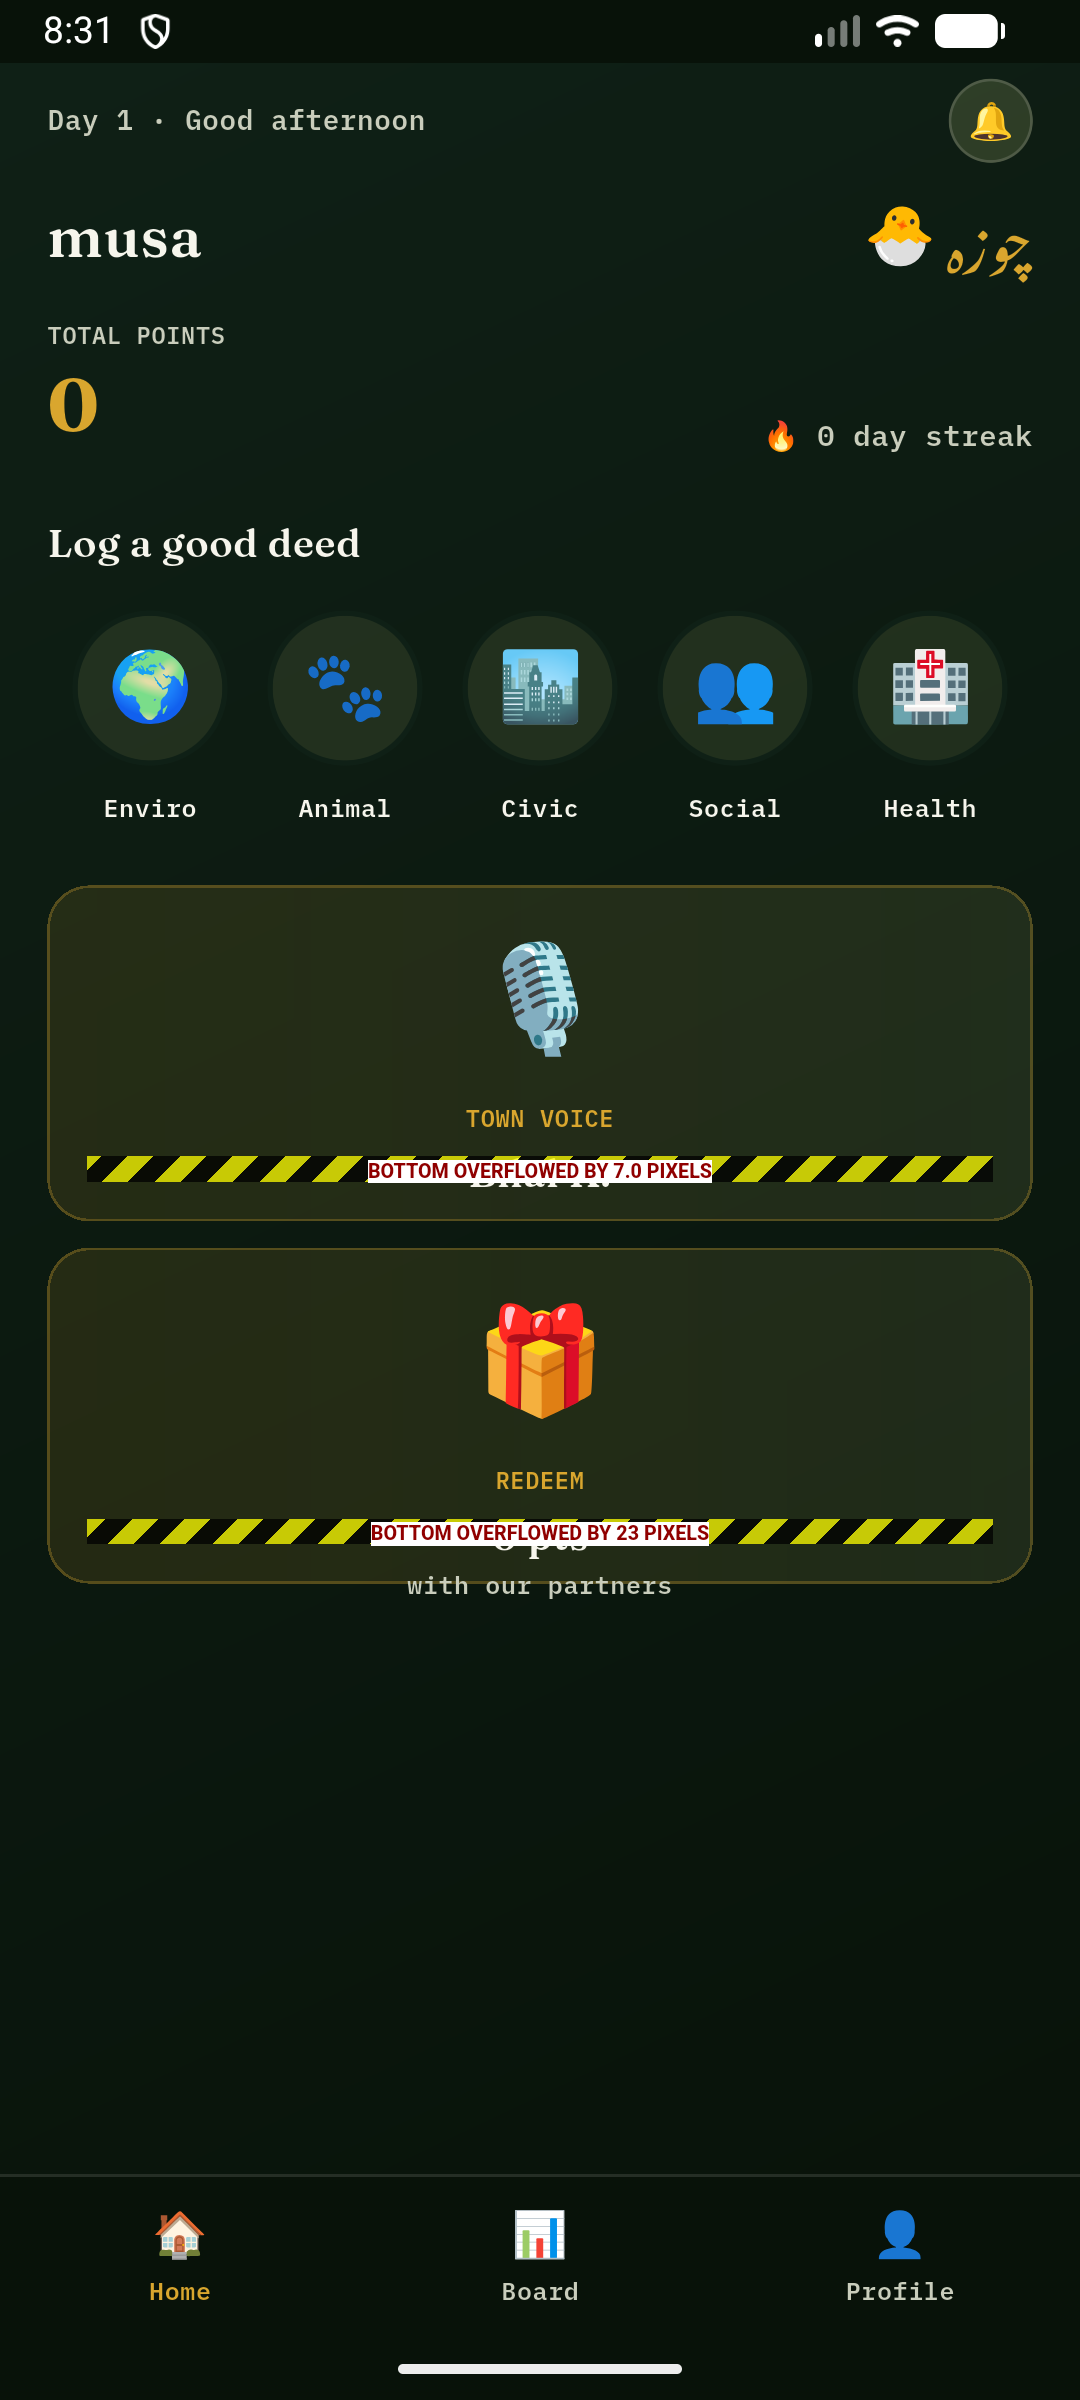 8:31
Day 1 · Good afternoon
musa
چوزہ
TOTAL POINTS
0
0 day streak
Log a good deed
Enviro
Animal
Civic
Social
Health
TOWN VOICE
BOTTOM OVERFLOWED BY 7.0 PIXELS
REDEEM
BOTTOM OVERFLOWED BY 23 PIXELS
pts
with our partners
Home
Board
Profile